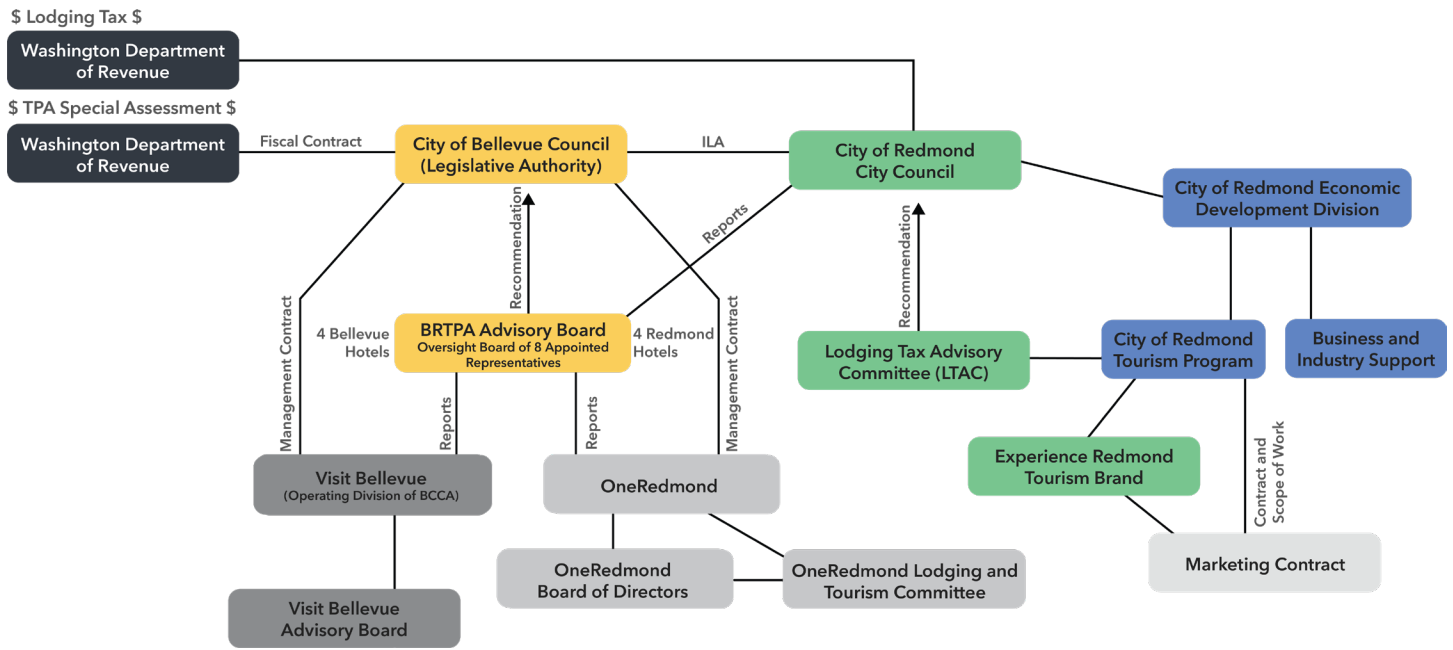 $ Lodging Tax $
Washington Department
of Revenue
$ TPA Special Assessment $
Washington Department
of Revenue
Fiscal Contract
City of Bellevue Council
(Legislative Authority)
ILA
City of Redmond
City Council
City of Redmond Economic
Development Division
Recommendation
Reports
Recommendation
Management Contract
4 Bellevue
Hotels
BRTPA Advisory Board
Oversight Board of 8 Appointed
Representatives
4 Redmond
Hotels
Management Contract
Lodging Tax Advisory
Committee (LTAC)
City of Redmond
Tourism Program
Business and
Industry Support
Reports
Reports
Experience Redmond
Tourism Brand
Contract and
Scope of Work
Visit Bellevue
(Operating Division of BCCA)
OneRedmond
Marketing Contract
OneRedmond
Board of Directors
OneRedmond Lodging and
Tourism Committee
Visit Bellevue
Advisory Board